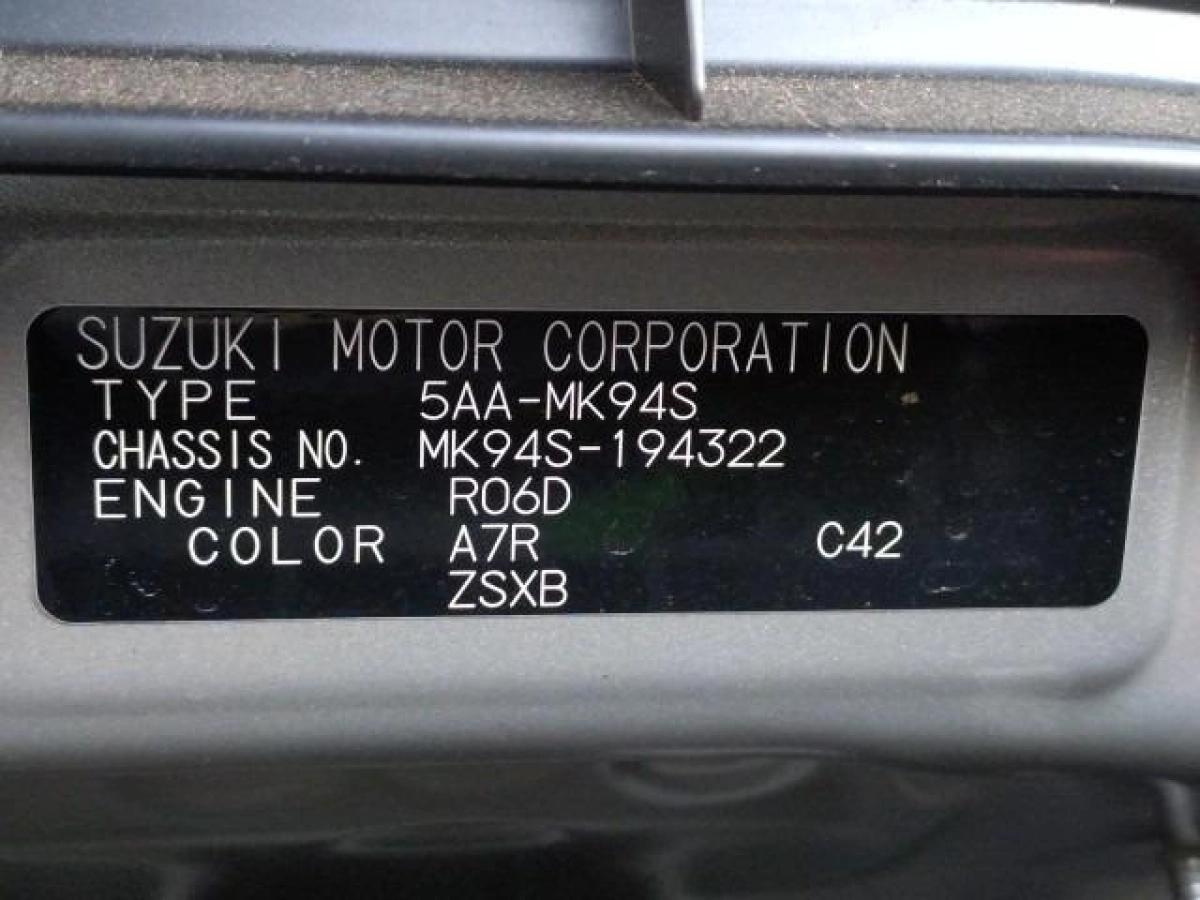 SUZUKI MOTOR CORPORATION
TYPE 5AA-MK94S
CHASSIS NO. MK94S-194322
ENGINE R06D
COLOR A7R C42
ZSXB